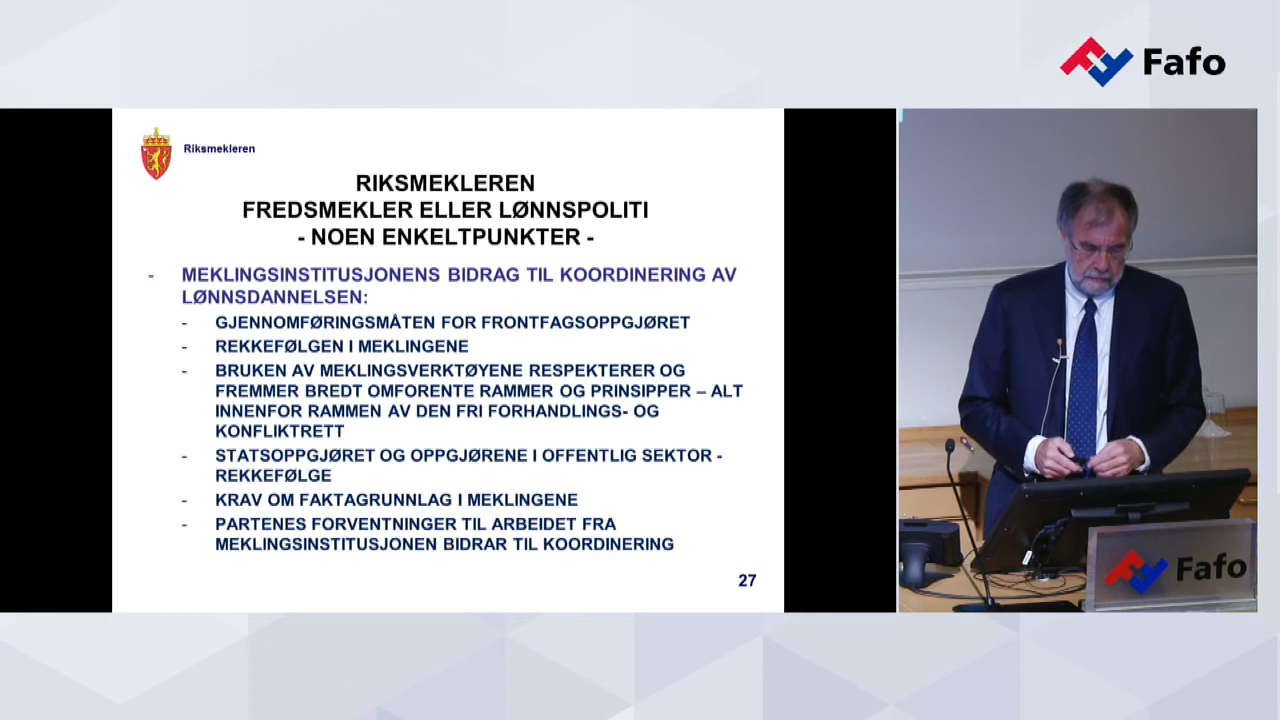 Fafo
Riksmekleren
RIKSMEKLEREN
FREDSMEKLER ELLER LØNNSPOLITI
- NOEN ENKELTPUNKTER -
- MEKLINGSINSTITUSJONENS BIDRAG TIL KOORDINERING AV
LØNNSDANNELSEN:
- GJENNOMFØRINGSMÅTEN FOR FRONTFAGSOPPGJØRET
- REKKEFØLGEN I MEKLINGENE
- BRUKEN AV MEKLINGSVERKTØYENE RESPEKTERER OG
FREMMER BREDT OMFORENTE RAMMER OG PRINSIPPER – ALT
INNENFOR RAMMEN AV DEN FRI FORHANDLINGS- OG
KONFLIKTRETT
- STATSOPPGJØRET OG OPPGJØRENE I OFFENTLIG SEKTOR -
REKKEFØLGE
- KRAV OM FAKTAGRUNNLAG I MEKLINGENE
- PARTENES FORVENTNINGER TIL ARBEIDET FRA
MEKLINGSINSTITUSJONEN BIDRAR TIL KOORDINERING
27
Fafo